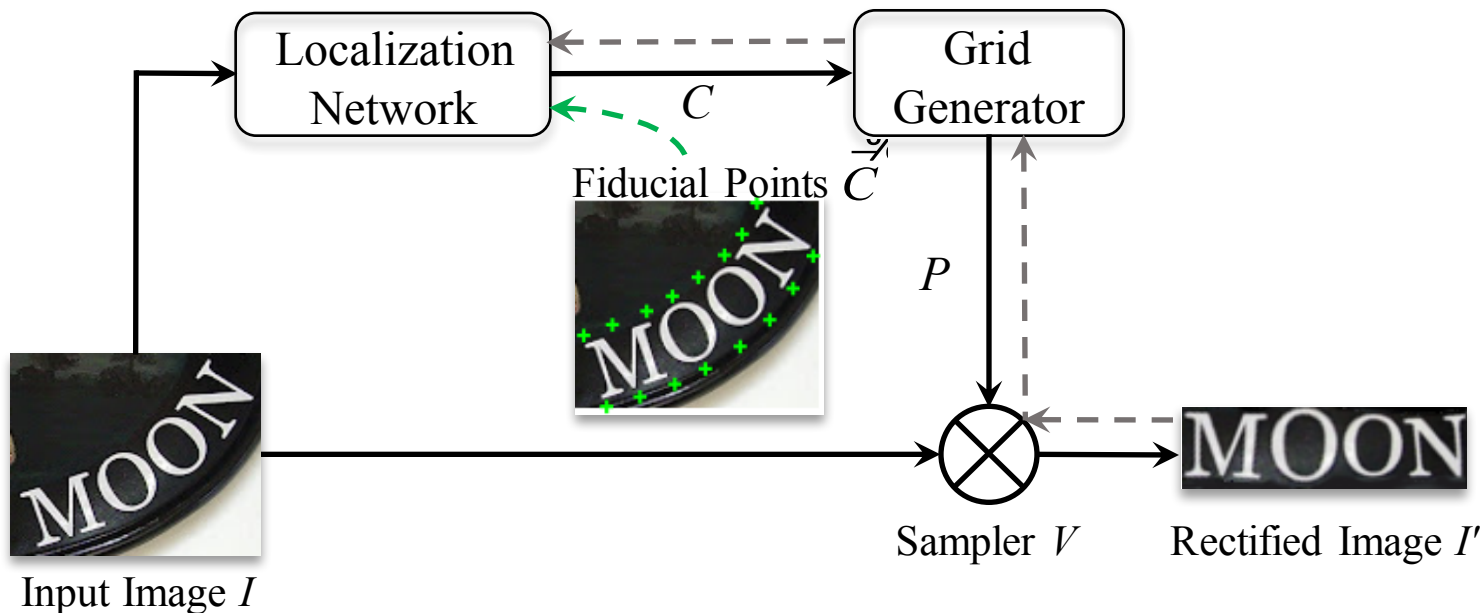 Localization
Network
Grid
Generator
C
Fiducial Points C
MOON
P
MOON
MOON
Sampler V
Rectified Image I'
Input Image I